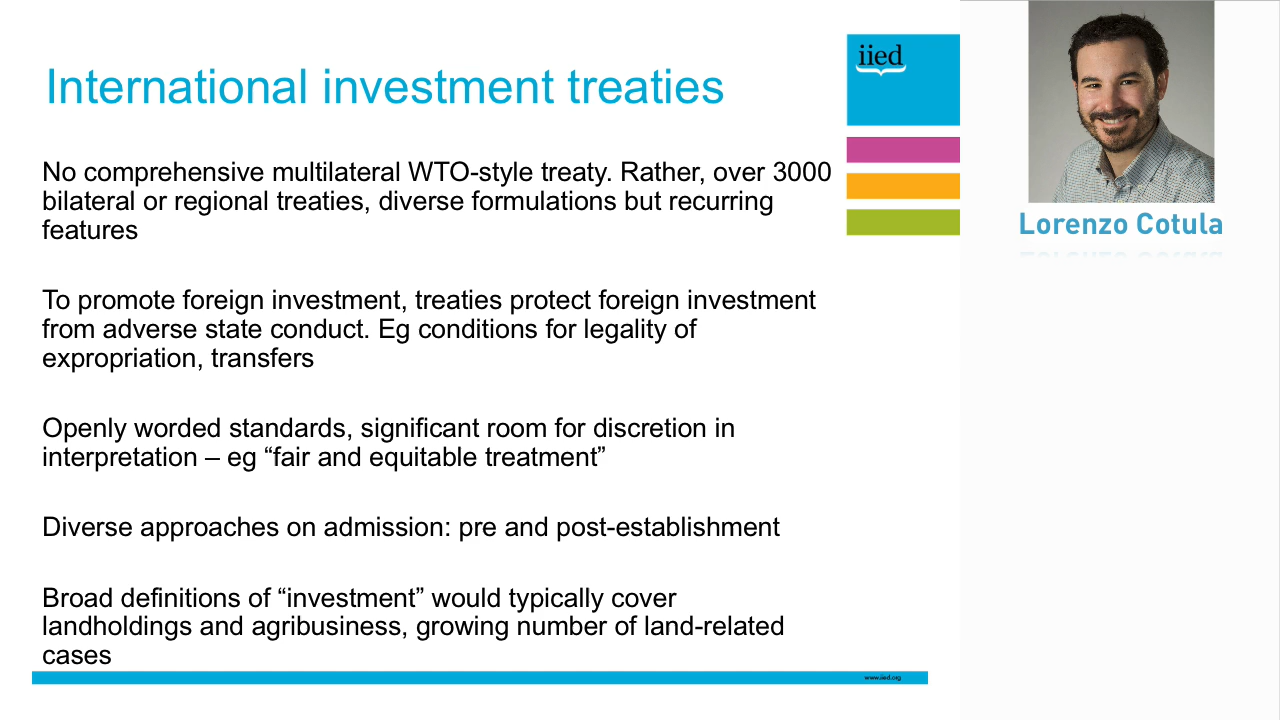 International investment treaties
iied
No comprehensive multilateral WTO-style treaty. Rather, over 3000
bilateral or regional treaties, diverse formulations but recurring
features
To promote foreign investment, treaties protect foreign investment
from adverse state conduct. Eg conditions for legality of
expropriation, transfers
Openly worded standards, significant room for discretion in
interpretation – eg “fair and equitable treatment”
Diverse approaches on admission: pre and post-establishment
Broad definitions of “investment” would typically cover
landholdings and agribusiness, growing number of land-related
cases
www.iied.org
Lorenzo Cotula